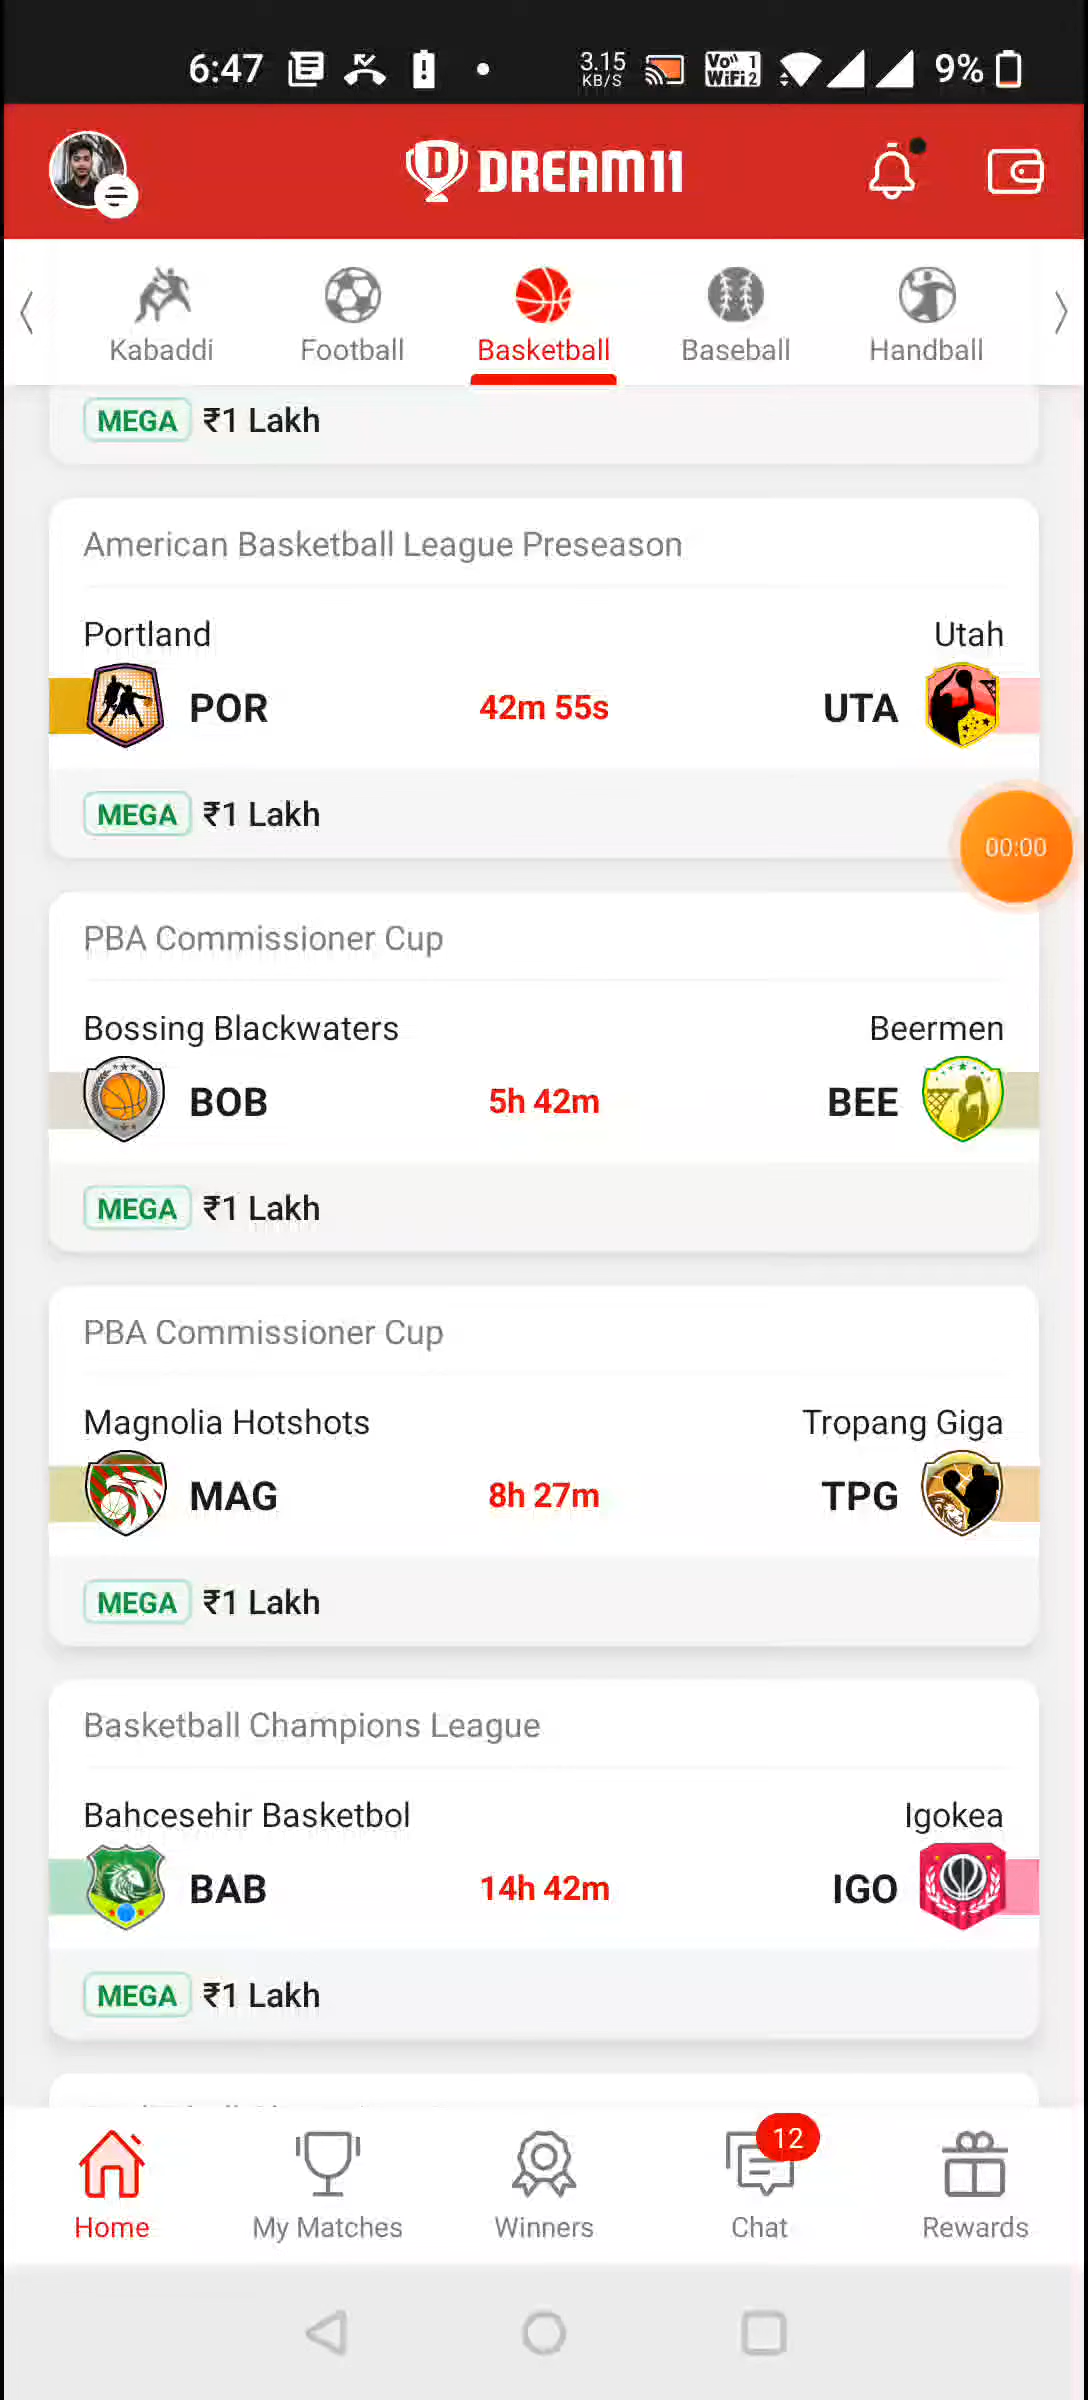 6:47
3.15
KB/S
Vo 1
WiFi 2
9%
DREAM11
Kabaddi
Football
Basketball
Baseball
Handball
MEGA ₹1 Lakh
American Basketball League Preseason
Portland
Utah
POR
42m 55s
UTA
MEGA ₹1 Lakh
00:00
PBA Commissioner Cup
Bossing Blackwaters
Beermen
BOB
5h 42m
BEE
MEGA ₹1 Lakh
PBA Commissioner Cup
Magnolia Hotshots
Tropang Giga
MAG
8h 27m
TPG
MEGA ₹1 Lakh
Basketball Champions League
Bahcesehir Basketbol
Igokea
BAB
14h 42m
IGO
MEGA ₹1 Lakh
12
Home
My Matches
Winners
Chat
Rewards